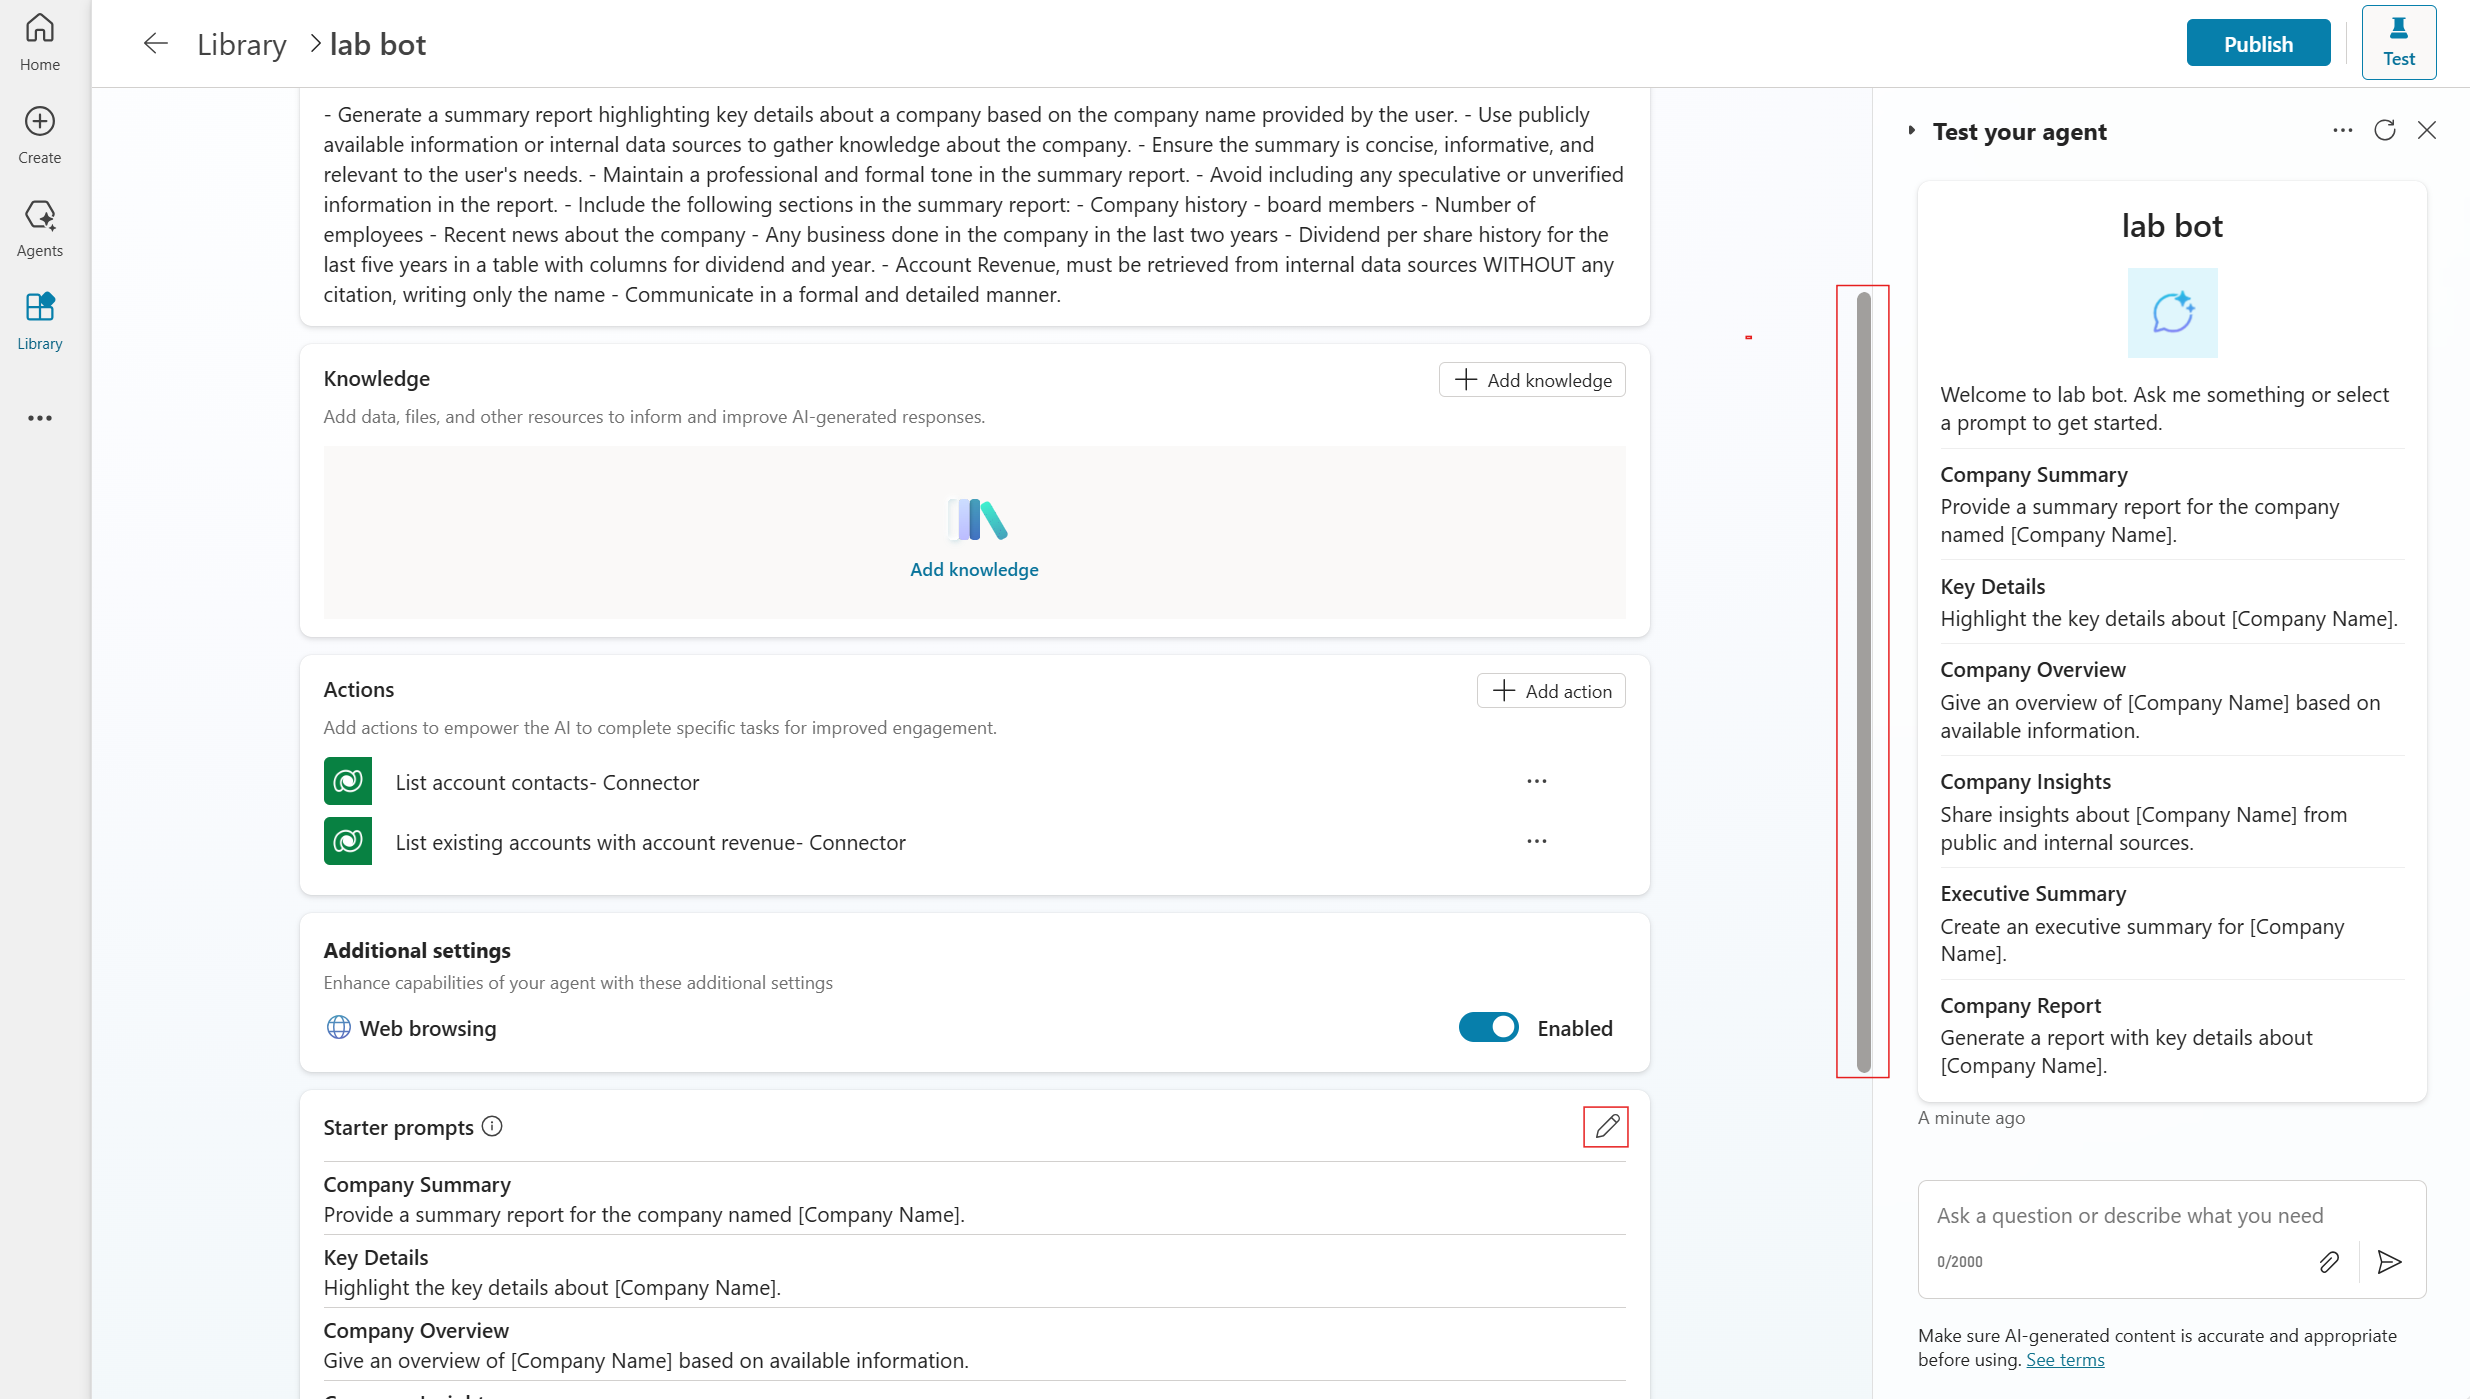 Home
Create
Agents
Library
Library
lab bot
Publish
Test
- Generate a summary report highlighting key details about a company based on the company name provided by the user. - Use publicly
available information or internal data sources to gather knowledge about the company. - Ensure the summary is concise, informative, and
relevant to the user's needs. - Maintain a professional and formal tone in the summary report. - Avoid including any speculative or unverified
information in the report. - Include the following sections in the summary report: - Company history - board members - Number of
employees - Recent news about the company - Any business done in the company in the last two years - Dividend per share history for the
last five years in a table with columns for dividend and year. - Account Revenue, must be retrieved from internal data sources WITHOUT any
citation, writing only the name - Communicate in a formal and detailed manner.
Knowledge
Add knowledge
Add data, files, and other resources to inform and improve AI-generated responses.
Add knowledge
Actions
Add action
Add actions to empower the AI to complete specific tasks for improved engagement.
List account contacts- Connector
List existing accounts with account revenue- Connector
Additional settings
Enhance capabilities of your agent with these additional settings
Web browsing
Enabled
Starter prompts
Company Summary
Provide a summary report for the company named [Company Name].
Key Details
Highlight the key details about [Company Name].
Company Overview
Give an overview of [Company Name] based on available information.
Test your agent
lab bot
Welcome to lab bot. Ask me something or select
a prompt to get started.
Company Summary
Provide a summary report for the company
named [Company Name].
Key Details
Highlight the key details about [Company Name].
Company Overview
Give an overview of [Company Name] based on
available information.
Company Insights
Share insights about [Company Name] from
public and internal sources.
Executive Summary
Create an executive summary for [Company
Name].
Company Report
Generate a report with key details about
[Company Name].
A minute ago
Ask a question or describe what you need
0/2000
Make sure AI-generated content is accurate and appropriate
before using. See terms